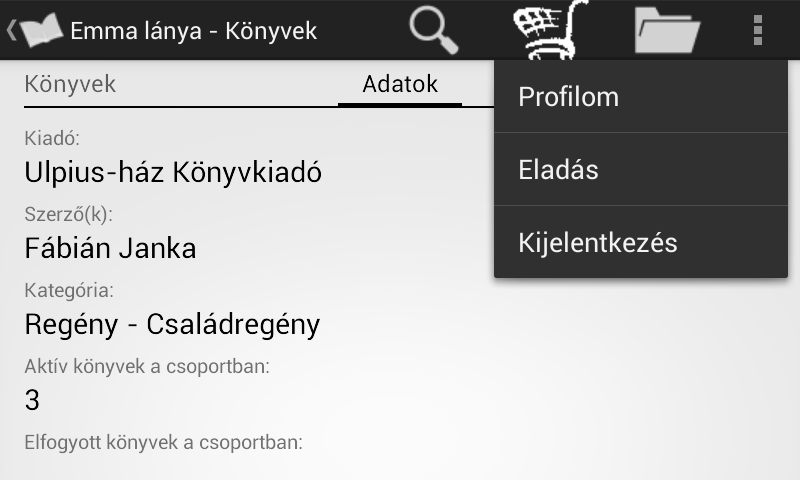 Emma lánya - Könyvek
Könyvek
Adatok
Profilom
Eladás
Kijelentkezés
Kiadó:
Ulpius-ház Könyvkiadó
Szerző(k):
Fábián Janka
Kategória:
Regény - Családregény
Aktív könyvek a csoportban:
3
Elfogyott könyvek a csoportban: